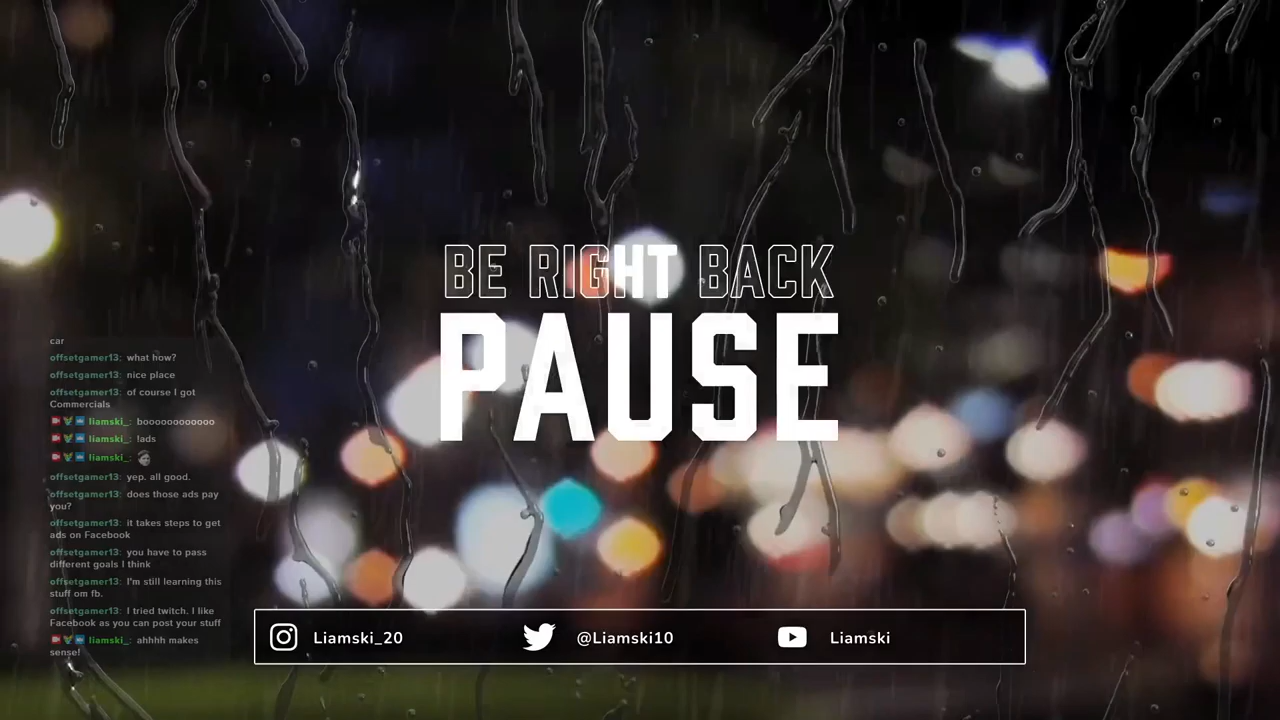 BE RIGHT BACK
PAUSE
car
offsetgamer13: what how?
offsetgamer13: nice place
offsetgamer13: of course I got
Commercials
liamski_: booooooooooooo
liamski_: lads
liamski_:
offsetgamer13: yep. all good.
offsetgamer13: does those ads pay
you?
offsetgamer13: it takes steps to get
ads on Facebook
offsetgamer13: you have to pass
different goals I think
offsetgamer13: I'm still learning this
stuff om fb.
offsetgamer13: I tried twitch. I like
Facebook as you can post your stuff
liamski_: ahhhh makes
sense!
Liamski_20
@Liamski10
Liamski